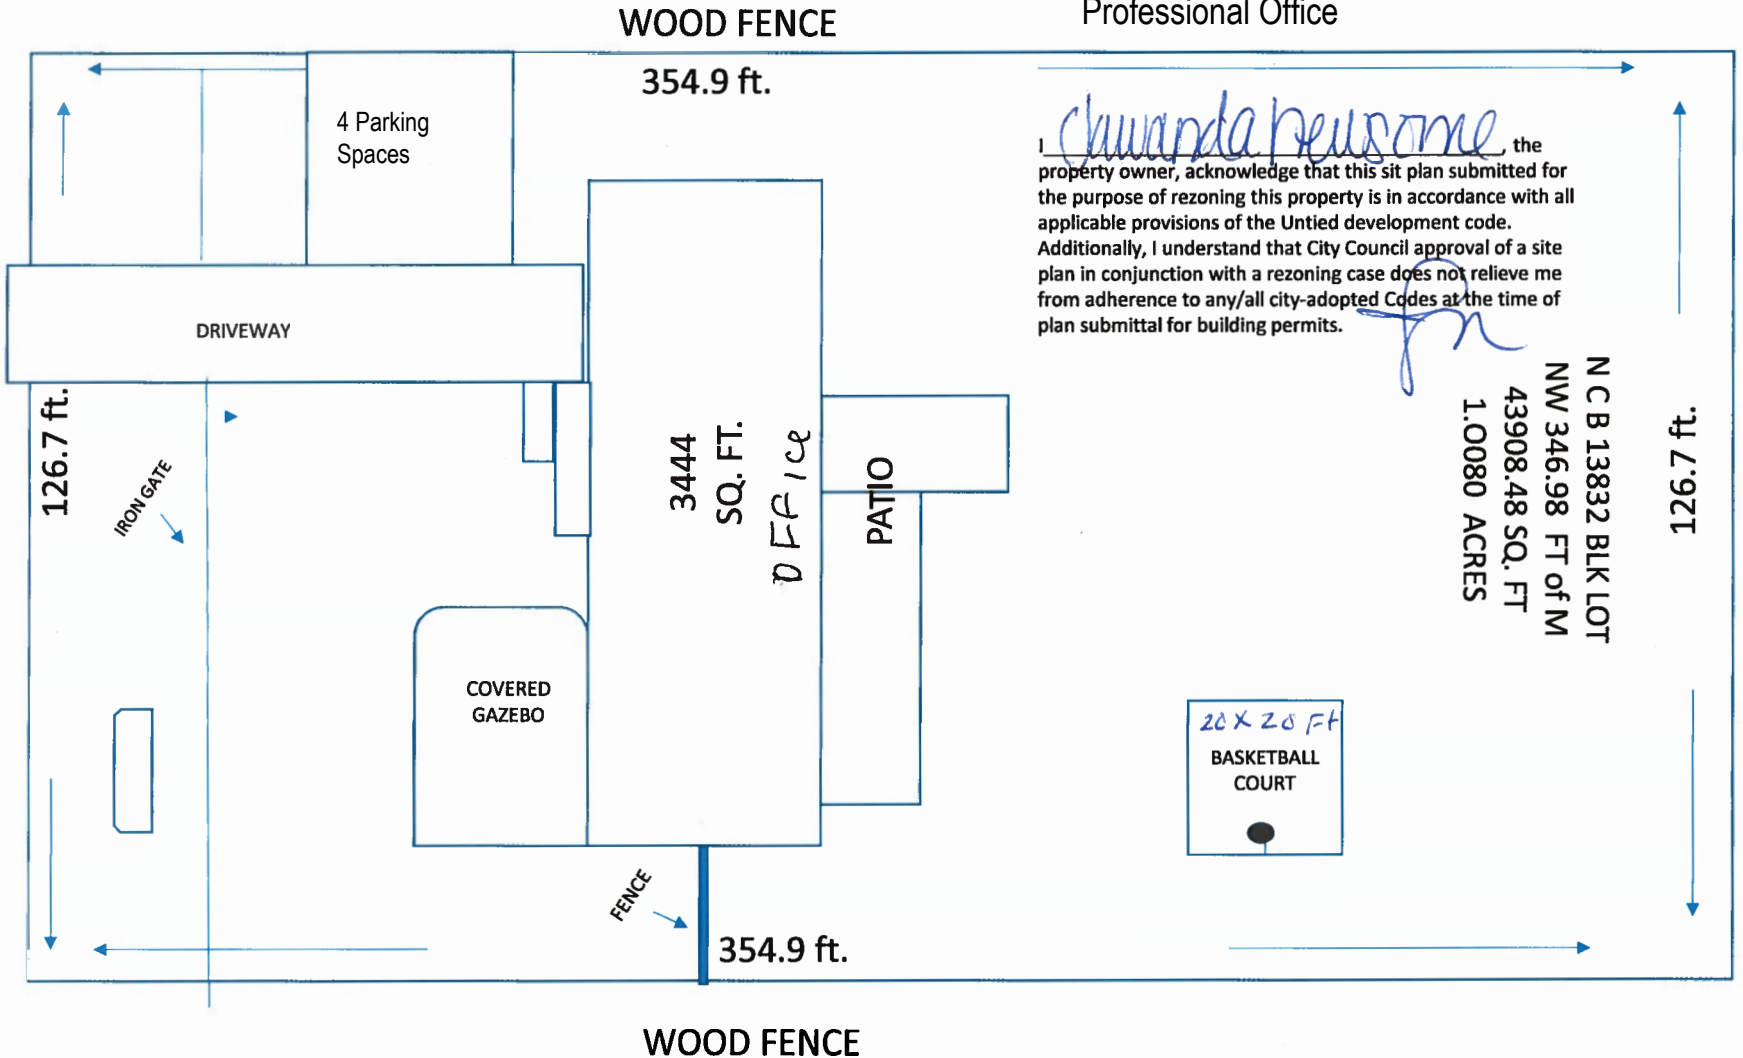 WOOD FENCE
Professional Office
354.9 ft.
4 Parking
Spaces
I Jawanda Newsome, the
property owner, acknowledge that this sit plan submitted for
the purpose of rezoning this property is in accordance with all
applicable provisions of the Untied development code.
Additionally, I understand that City Council approval of a site
plan in conjunction with a rezoning case does not relieve me
from adherence to any/all city-adopted Codes at the time of
plan submittal for building permits.
DRIVEWAY
126.7 ft.
IRON GATE
3444
SQ. FT.
OFFICE
PATIO
N C B 13832 BLK LOT
NW 346.98 FT of M
43908.48 SQ. FT
1.0080 ACRES
126.7 ft.
COVERED
GAZEBO
20 X 20 Ft
BASKETBALL
COURT
FENCE
354.9 ft.
WOOD FENCE